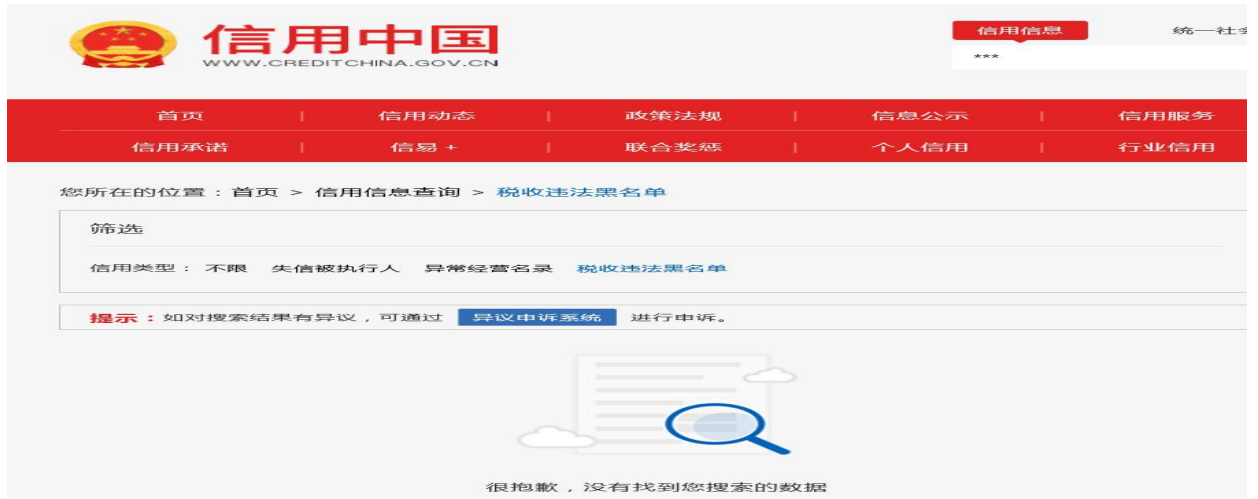 信用中国
WWW.CREDITCHINA.GOV.CN
信用信息 统一社会
***
首页 | 信用动态 | 政策法规 | 信息公示 | 信用服务
信用承诺 | 信易 + | 联合奖惩 | 个人信用 | 行业信用
您所在的位置：首页 > 信用信息查询 > 税收违法黑名单
筛选
信用类型： 不限 失信被执行人 异常经营名录 税收违法黑名单
提示：如对搜索结果有异议，可通过 异议申诉系统 进行申诉。
很抱歉，没有找到您搜索的数据